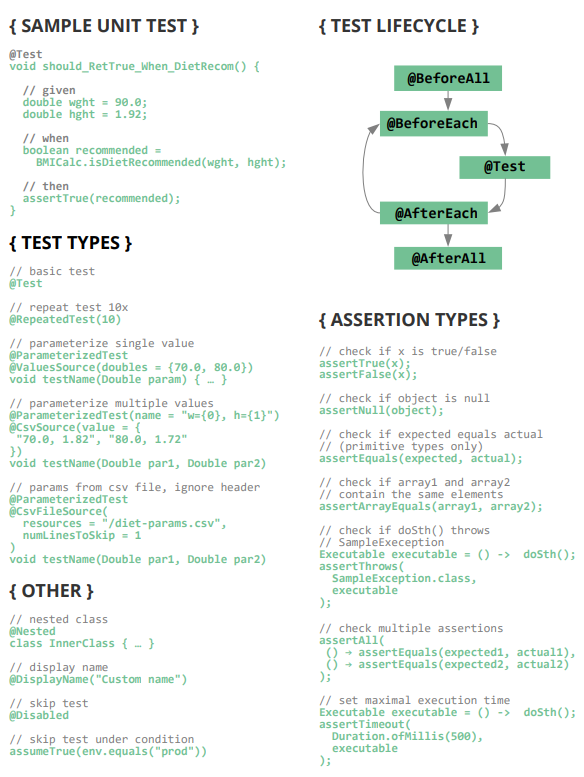 { SAMPLE UNIT TEST }
@Test
void should_RetTrue_When_DietRecom() {
// given
double wght = 90.0;
double hght = 1.92;
// when
boolean recommended =
BMICalc.isDietRecommended(wght, hght);
// then
assertTrue(recommended);
}
{ TEST TYPES }
// basic test
@Test
// repeat test 10x
@RepeatedTest(10)
// parameterize single value
@ParameterizedTest
@ValuesSource(doubles = {70.0, 80.0})
void testName(Double param) { … }
// parameterize multiple values
@ParameterizedTest(name = "w={0}, h={1}")
@CsvSource(value = {
"70.0, 1.82", "80.0, 1.72"
})
void testName(Double par1, Double par2)
// params from csv file, ignore header
@ParameterizedTest
@CsvFileSource(
resources = "/diet-params.csv",
numLinesToSkip = 1
)
void testName(Double par1, Double par2)
{ OTHER }
// nested class
@Nested
class InnerClass { … }
// display name
@DisplayName("Custom name")
// skip test
@Disabled
// skip test under condition
assumeTrue(env.equals("prod"))
{ TEST LIFECYCLE }
@BeforeAll
@BeforeEach
@Test
@AfterEach
@AfterAll
{ ASSERTION TYPES }
// check if x is true/false
assertTrue(x);
assertFalse(x);
// check if object is null
assertNull(object);
// check if expected equals actual
// (primitive types only)
assertEquals(expected, actual);
// check if array1 and array2
// contain the same elements
assertArrayEquals(array1, array2);
// check if doSth() throws
// SampleExeception
Executable executable = () -> doSth();
assertThrows(
SampleException.class,
executable
);
// check multiple assertions
assertAll(
() → assertEquals(expected1, actual1),
() → assertEquals(expected2, actual2)
);
// set maximal execution time
Executable executable = () -> doSth();
assertTimeout(
Duration.ofMillis(500),
executable
);